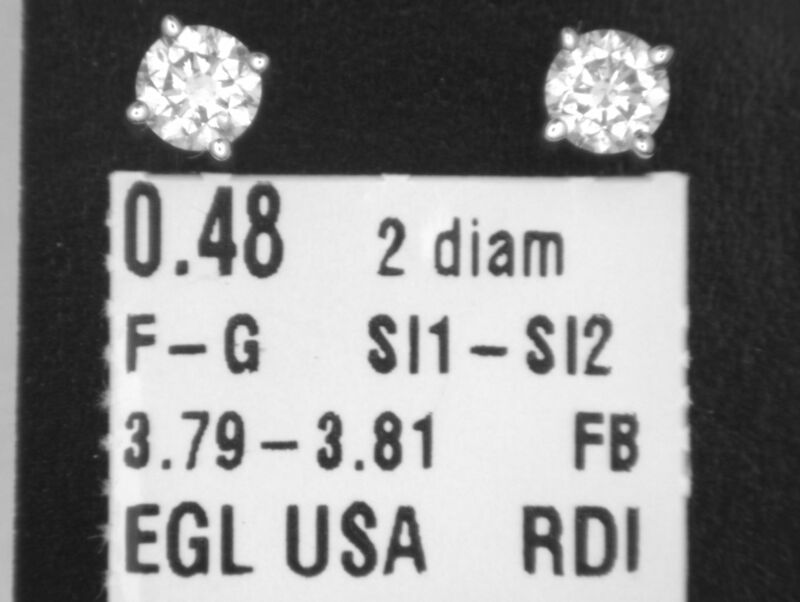 0.48 2 diam
F-G SI1-SI2
3.79-3.81 FB
EGL USA RDI